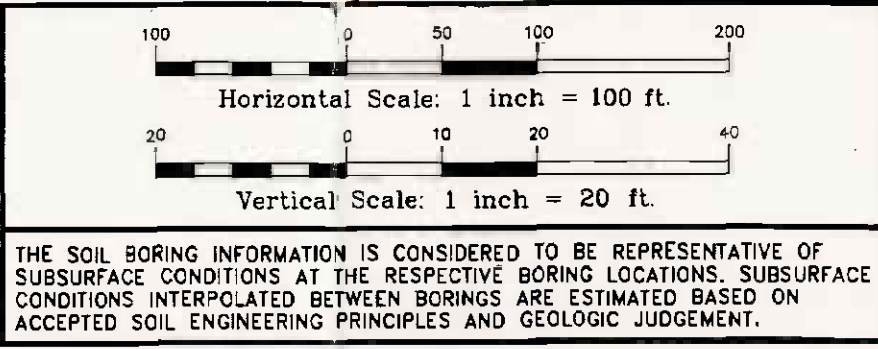 100 0 50 100 200
Horizontal Scale: 1 inch = 100 ft.
20 0 10 20 40
Vertical Scale: 1 inch = 20 ft.
THE SOIL BORING INFORMATION IS CONSIDERED TO BE REPRESENTATIVE OF
SUBSURFACE CONDITIONS AT THE RESPECTIVE BORING LOCATIONS. SUBSURFACE
CONDITIONS INTERPOLATED BETWEEN BORINGS ARE ESTIMATED BASED ON
ACCEPTED SOIL ENGINEERING PRINCIPLES AND GEOLOGIC JUDGEMENT.